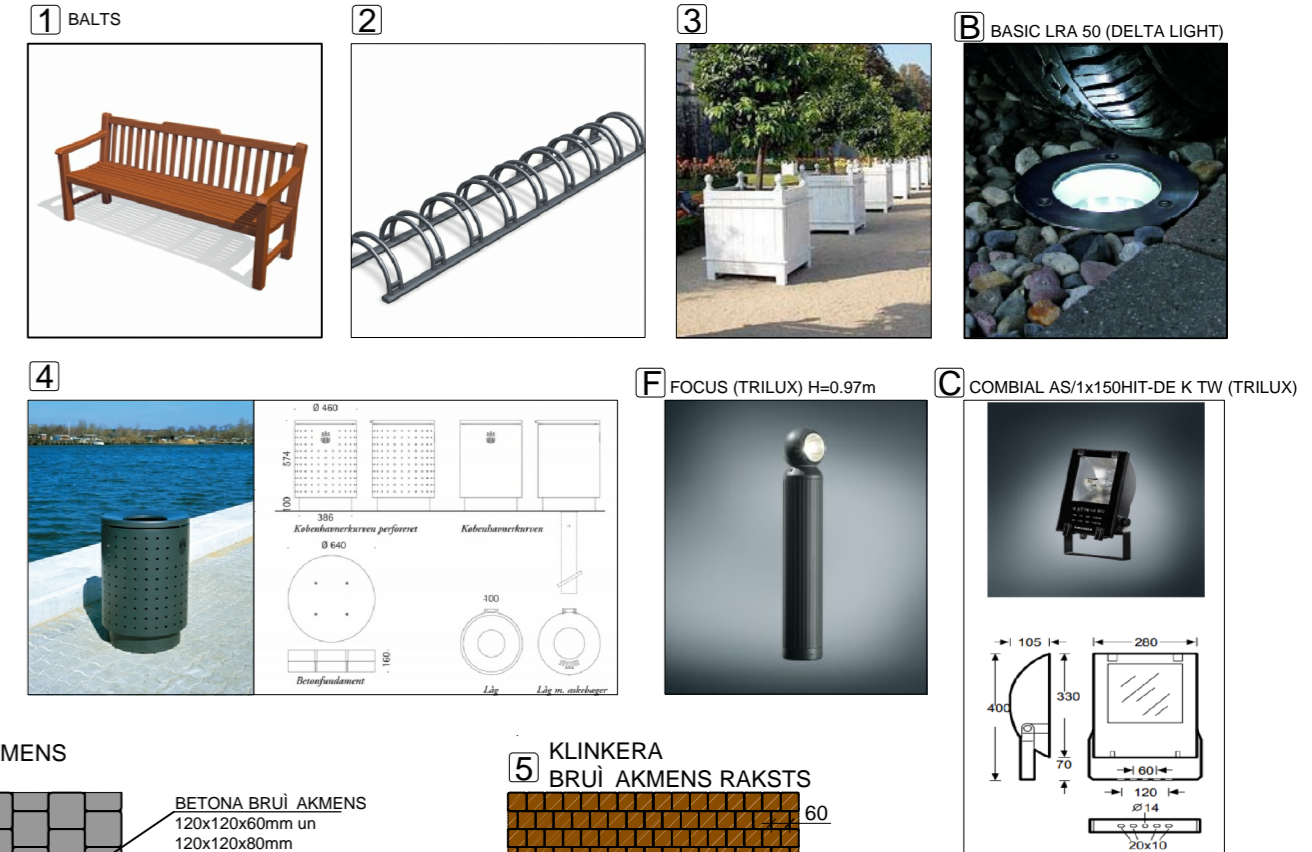 1 BALTS
2
3
B BASIC LRA 50 (DELTA LIGHT)
4
Ø 460
574
100
386
Københavnerkurven perforeret
Københavnerkurven
Ø 640
160
Betonfundament
100
Låg
Låg m. askebæger
F FOCUS (TRILUX) H=0.97m
C COMBIAL AS/1x150HIT-DE K TW (TRILUX)
105
280
400
330
70
60
120
Ø14
20x10
MENS
BETONA BRUÌ AKMENS
120x120x60mm un
120x120x80mm
5 KLINKERA
BRUÌ AKMENS RAKSTS
60